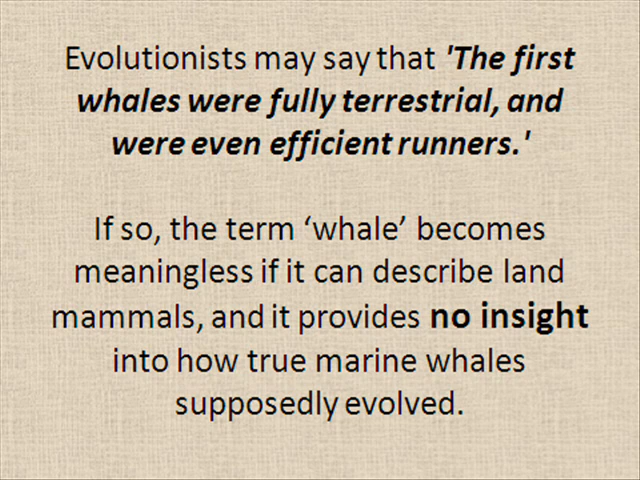 Evolutionists may say that 'The first
whales were fully terrestrial, and
were even efficient runners.'
If so, the term ‘whale’ becomes
meaningless if it can describe land
mammals, and it provides no insight
into how true marine whales
supposedly evolved.